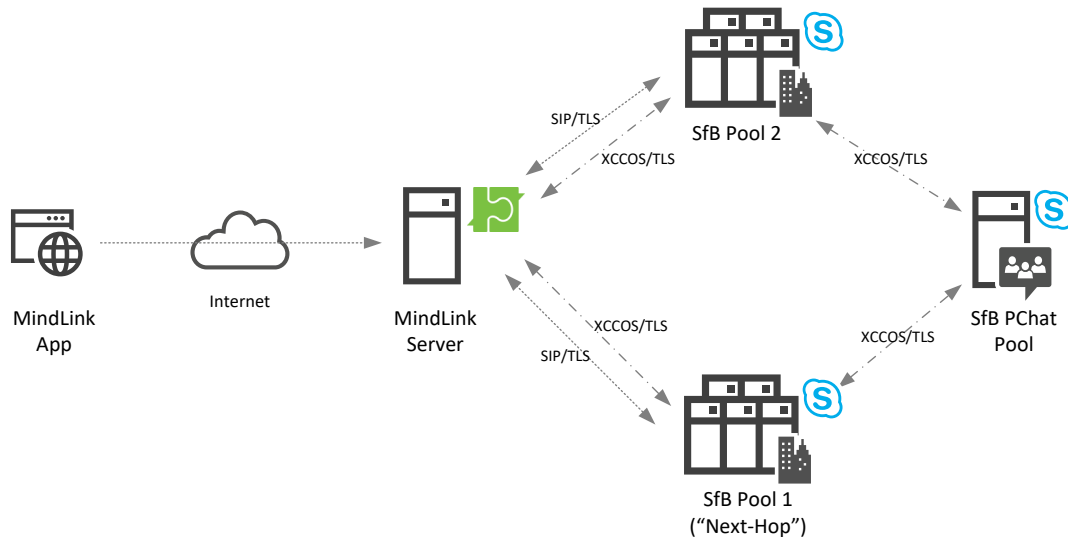 S
SIP/TLS
SfB Pool 2
XCCOS/TLS
XCCOS/TLS
S
Internet
MindLink
App
MindLink
Server
SfB PChat
Pool
XCCOS/TLS
SIP/TLS
XCCOS/TLS
S
SfB Pool 1
(“Next-Hop”)